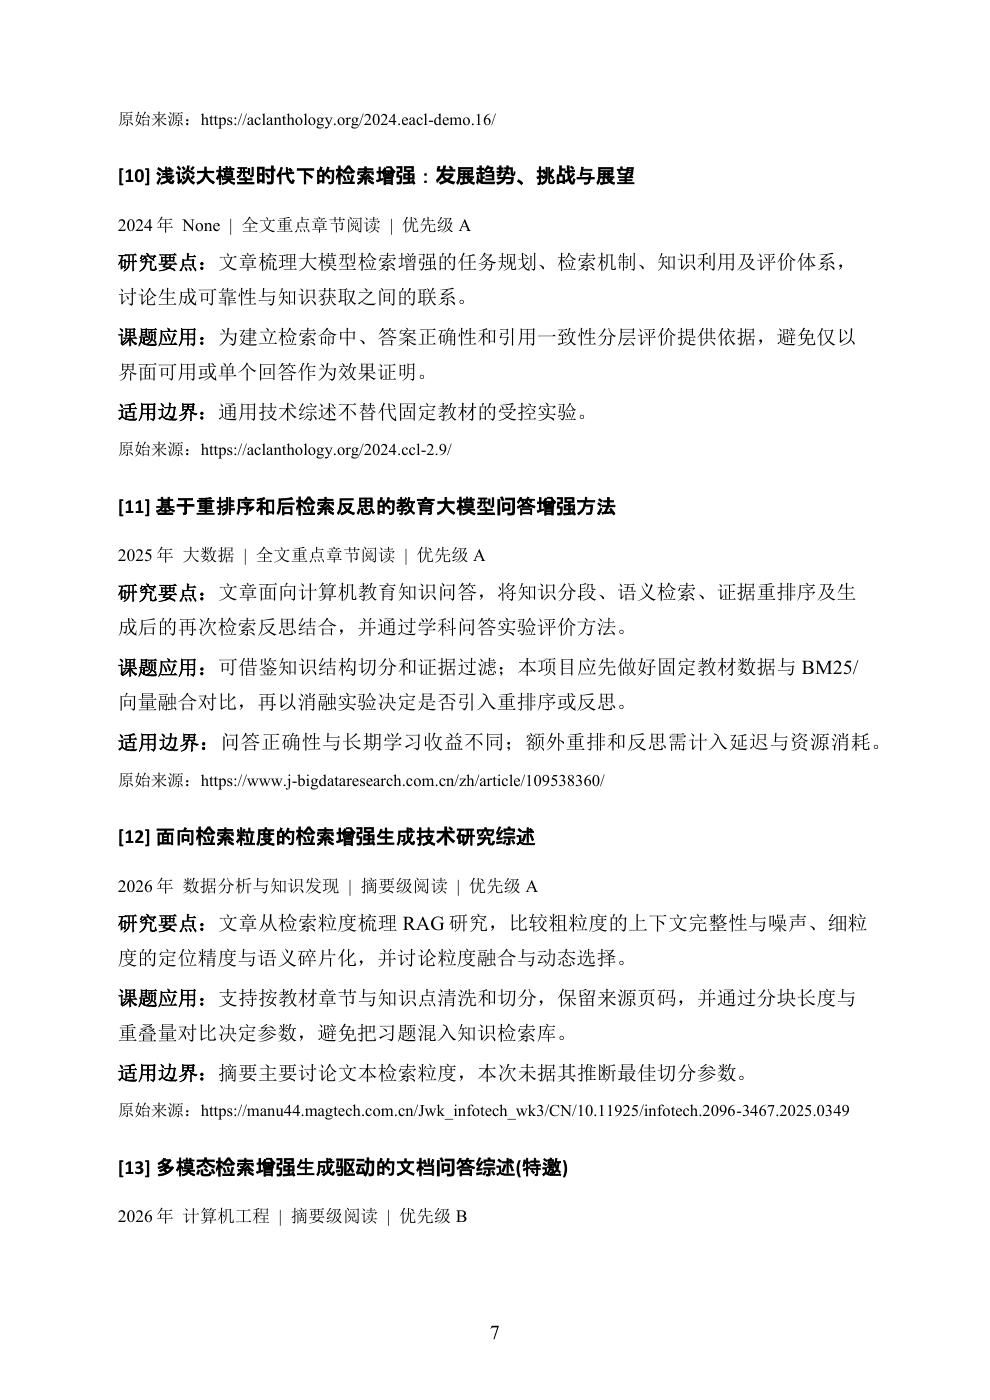 原始来源：https://aclanthology.org/2024.eacl-demo.16/
[10] 浅谈大模型时代下的检索增强：发展趋势、挑战与展望
2024 年 None | 全文重点章节阅读 | 优先级 A
研究要点：文章梳理大模型检索增强的任务规划、检索机制、知识利用及评价体系，
讨论生成可靠性与知识获取之间的联系。
课题应用：为建立检索命中、答案正确性和引用一致性分层评价提供依据，避免仅以
界面可用或单个回答作为效果证明。
适用边界：通用技术综述不替代固定教材的受控实验。
原始来源：https://aclanthology.org/2024.ccl-2.9/
[11] 基于重排序和后检索反思的教育大模型问答增强方法
2025 年 大数据 | 全文重点章节阅读 | 优先级 A
研究要点：文章面向计算机教育知识问答，将知识分段、语义检索、证据重排序及生
成后的再次检索反思结合，并通过学科问答实验评价方法。
课题应用：可借鉴知识结构切分和证据过滤；本项目应先做好固定教材数据与 BM25/
向量融合对比，再以消融实验决定是否引入重排序或反思。
适用边界：问答正确性与长期学习收益不同；额外重排和反思需计入延迟与资源消耗。
原始来源：https://www.j-bigdataresearch.com.cn/zh/article/109538360/
[12] 面向检索粒度的检索增强生成技术研究综述
2026 年 数据分析与知识发现 | 摘要级阅读 | 优先级 A
研究要点：文章从检索粒度梳理 RAG 研究，比较粗粒度的上下文完整性与噪声、细粒
度的定位精度与语义碎片化，并讨论粒度融合与动态选择。
课题应用：支持按教材章节与知识点清洗和切分，保留来源页码，并通过分块长度与
重叠量对比决定参数，避免把习题混入知识检索库。
适用边界：摘要主要讨论文本检索粒度，本次未据其推断最佳切分参数。
原始来源：https://manu44.magtech.com.cn/Jwk_infotech_wk3/CN/10.11925/infotech.2096-3467.2025.0349
[13] 多模态检索增强生成驱动的文档问答综述(特邀)
2026 年 计算机工程 | 摘要级阅读 | 优先级 B
7